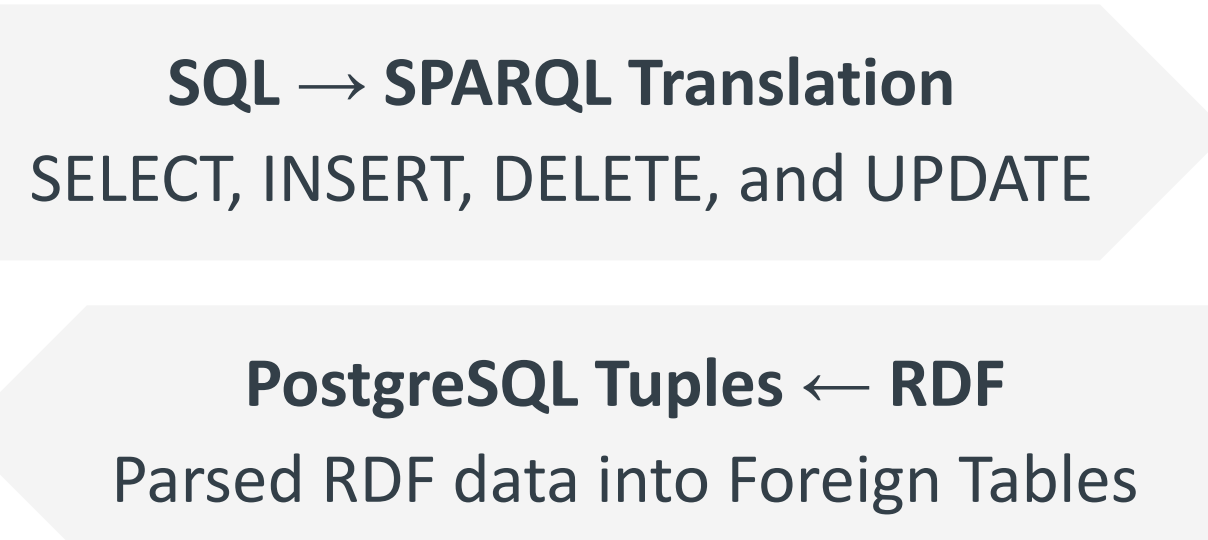 SQL → SPARQL Translation
SELECT, INSERT, DELETE, and UPDATE
PostgreSQL Tuples ← RDF
Parsed RDF data into Foreign Tables